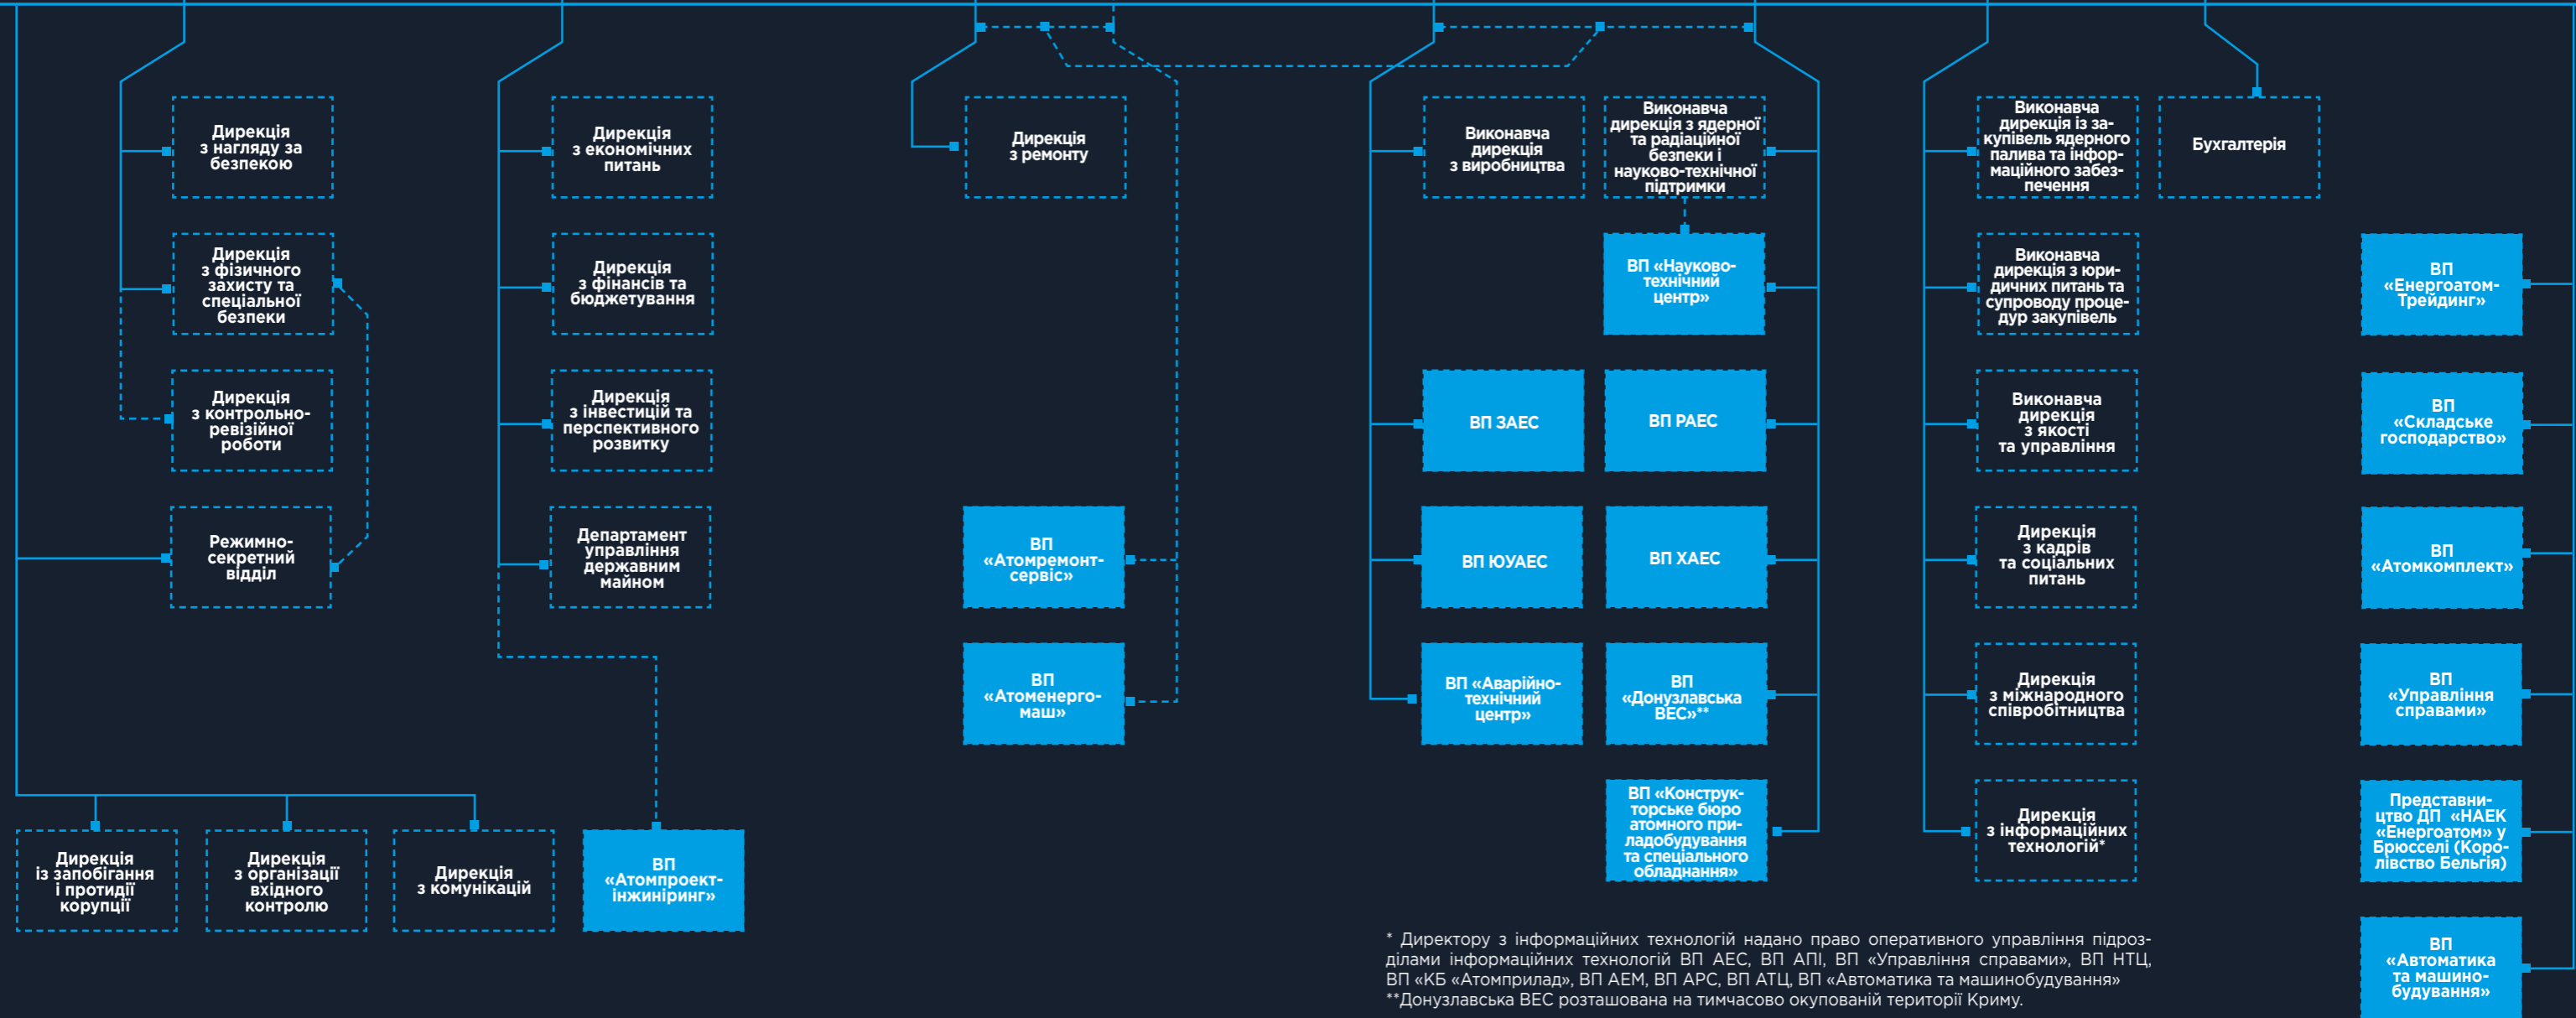 Дирекція
з нагляду за
безпекою
Дирекція
з економічних
питань
Дирекція
з ремонту
Виконавча
дирекція
з виробництва
Виконавча
дирекція з ядерної
та радіаційної
безпеки і
науково-технічної
підтримки
Виконавча
дирекція із за-
купівель ядерного
палива та інфор-
маційного забез-
печення
Бухгалтерія
Дирекція
з фізичного
захисту та
спеціальної
безпеки
Дирекція
з фінансів та
бюджетування
ВП «Науково-
технічний
центр»
Виконавча
дирекція з юри-
дичних питань та
супроводу проце-
дур закупівель
ВП
«Енергоатом-
Трейдинг»
Дирекція
з контрольно-
ревізійної
роботи
Дирекція
з інвестицій та
перспективного
розвитку
ВП ЗАЕС
ВП РАЕС
Виконавча
дирекція
з якості
та управління
ВП
«Складське
господарство»
Режимно-
секретний
відділ
Департамент
управління
державним
майном
ВП
«Атомремонт-
сервіс»
ВП ЮУАЕС
ВП ХАЕС
Дирекція
з кадрів
та соціальних
питань
ВП
«Атомкомплект»
ВП
«Атоменерго-
маш»
ВП «Аварійно-
технічний
центр»
ВП
«Донузлавська
ВЕС»**
Дирекція
з міжнародного
співробітництва
ВП
«Управління
справами»
Дирекція
із запобігання
і протидії
корупції
Дирекція
з організації
вхідного
контролю
Дирекція
з комунікацій
ВП
«Атомпроект-
інжиніринг»
ВП «Конструк-
торське бюро
атомного при-
ладобудування
та спеціального
обладнання»
Дирекція
з інформаційних
технологій*
Представни-
цтво ДП «НАЕК
«Енергоатом» у
Брюсселі (Коро-
лівство Бельгія)
ВП
«Автоматика
та машино-
будування»
* Директору з інформаційних технологій надано право оперативного управління підроз-
ділами інформаційних технологій ВП АЕС, ВП АПІ, ВП «Управління справами», ВП НТЦ,
ВП «КБ «Атомприлад», ВП АЕМ, ВП АРС, ВП АТЦ, ВП «Автоматика та машинобудування»
**Донузлавська ВЕС розташована на тимчасово окупованій території Криму.